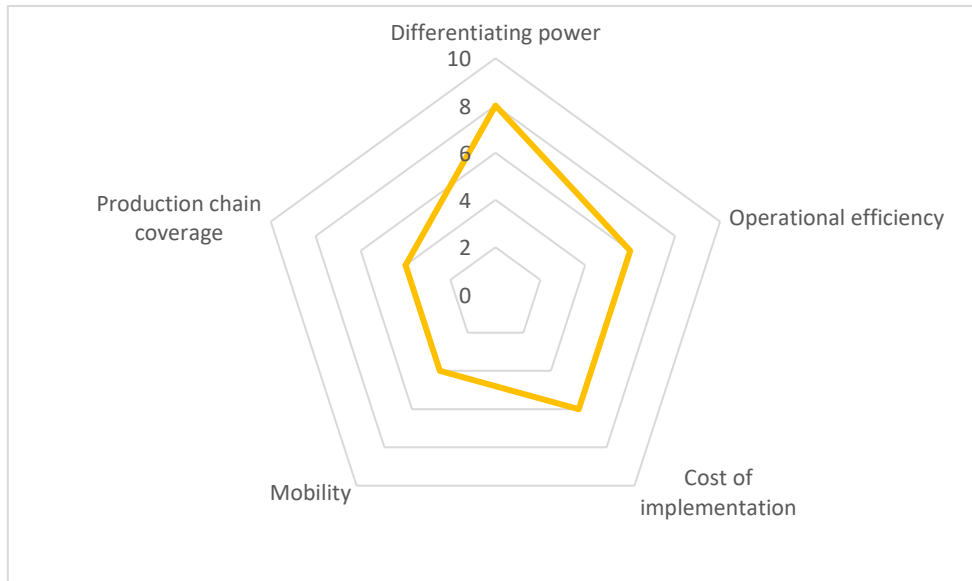 Differentiating power
10
8
6
4
2
0
Operational efficiency
Cost of
implementation
Mobility
Production chain
coverage